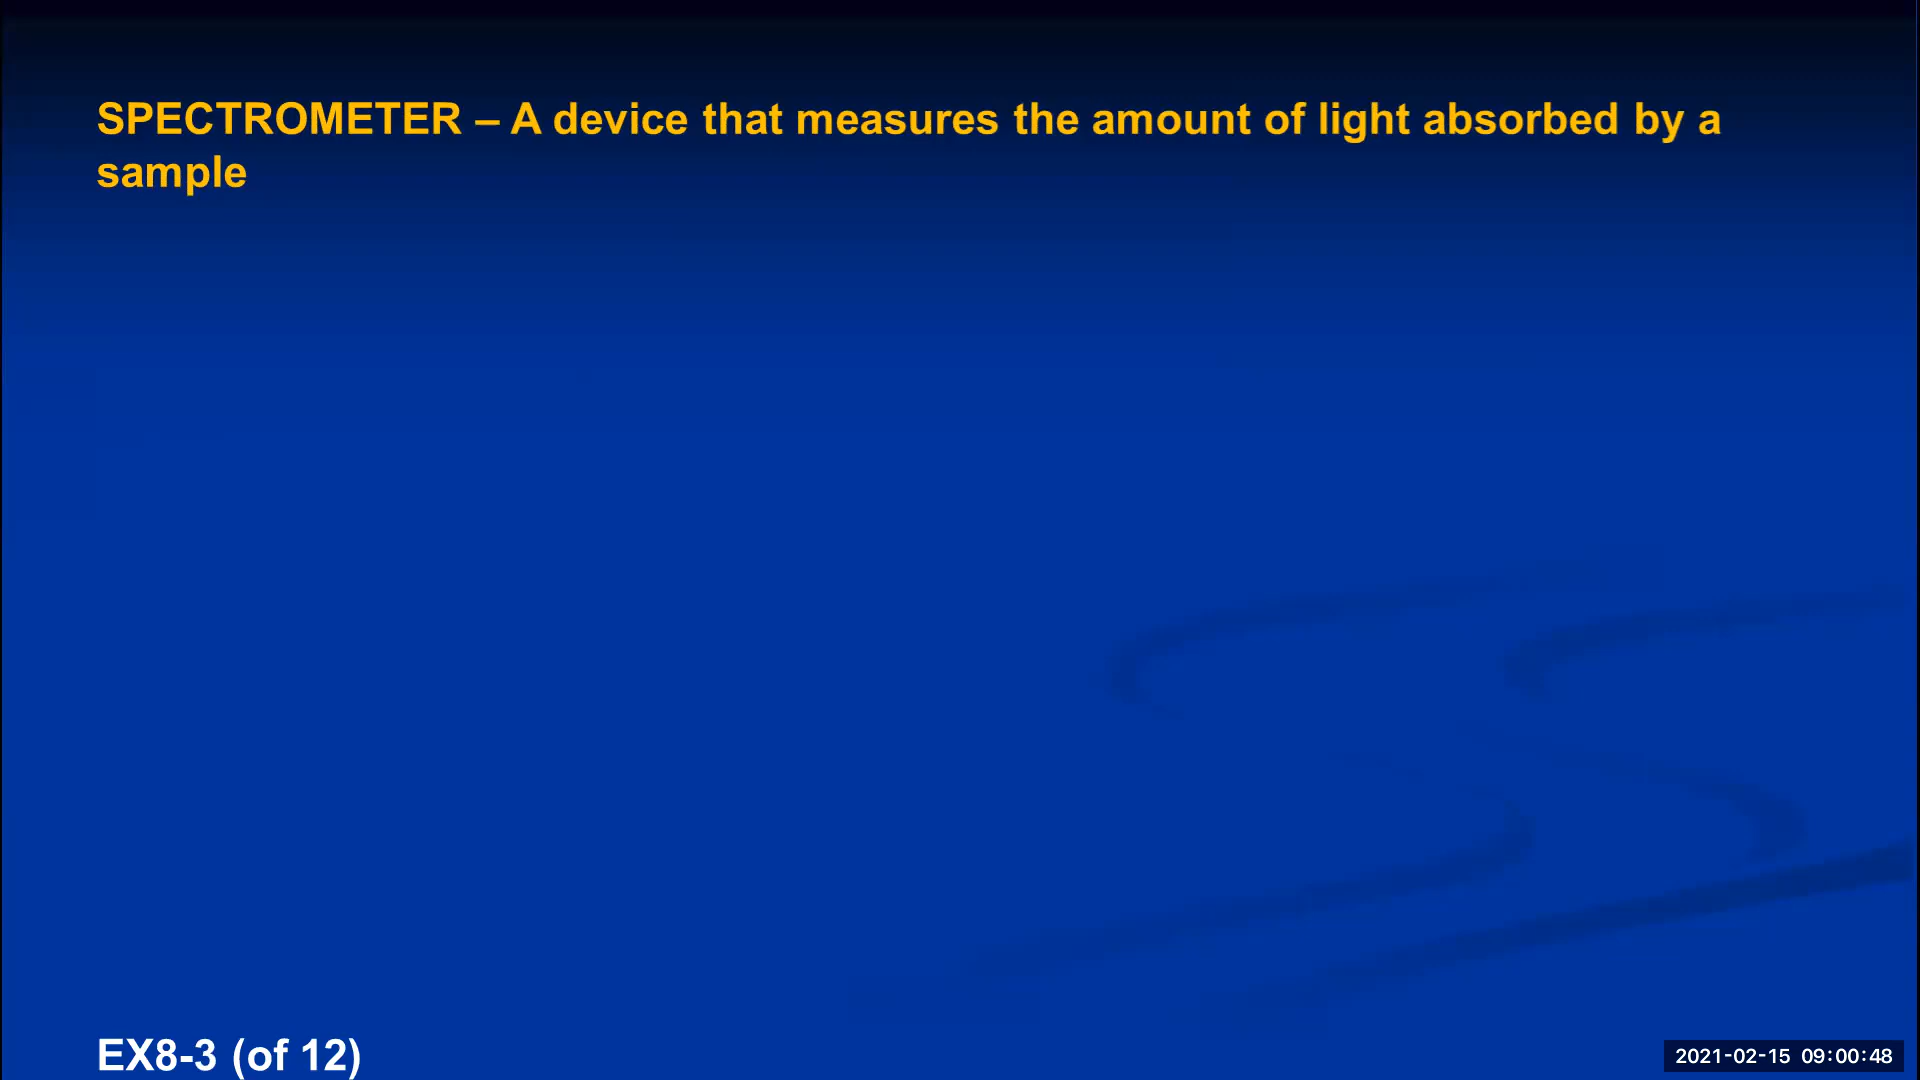 SPECTROMETER – A device that measures the amount of light absorbed by a
sample
EX8-3 (of 12)
2021-02-15 09:00:48